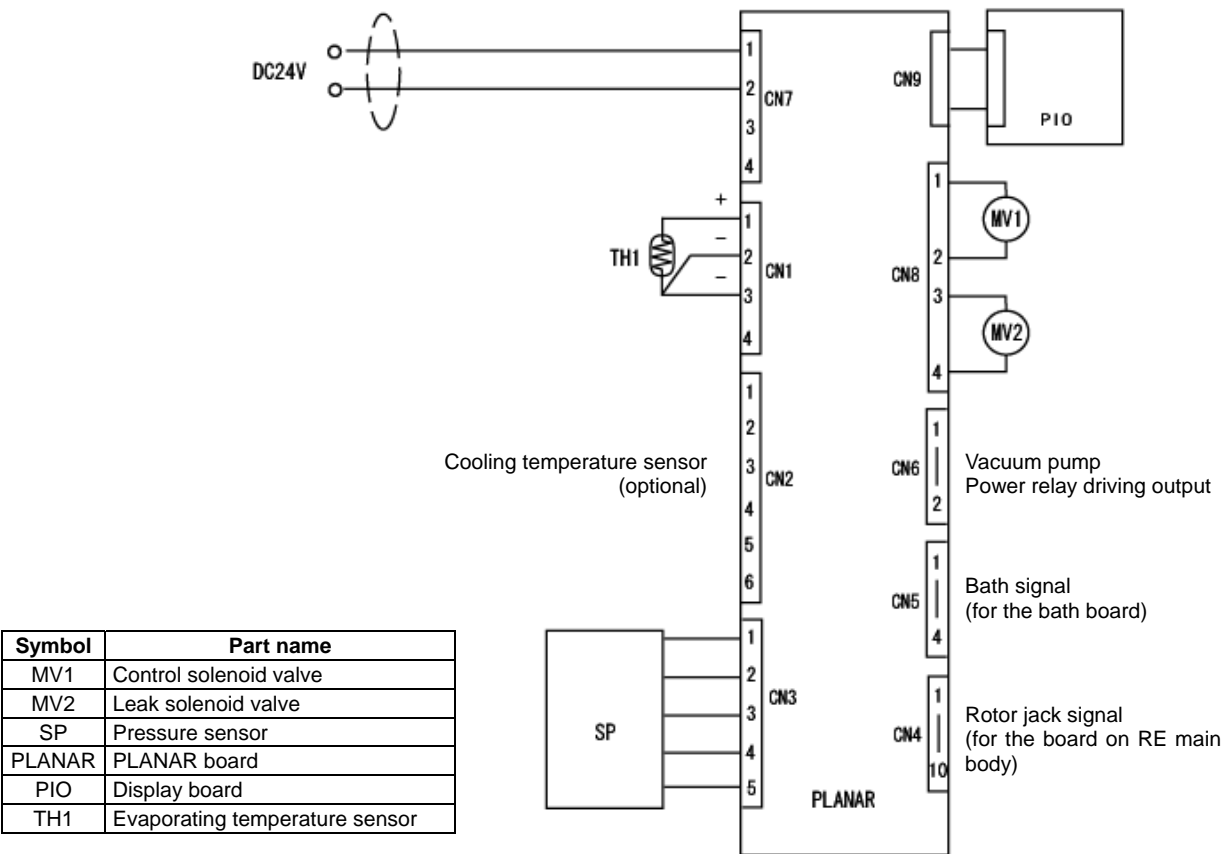 DC24V
1
2
3
4
CN7
CN9
PIO
TH1
+
−
−
1
2
3
4
CN1
1
2
3
4
CN8
MV1
MV2
Cooling temperature sensor
(optional)
1
2
3
4
5
6
CN2
CN6
1
2
Vacuum pump
Power relay driving output
CN5
1
4
Bath signal
(for the bath board)
SP
1
2
3
4
5
CN3
CN4
1
10
Rotor jack signal
(for the board on RE main
body)
PLANAR
Symbol Part name
MV1 Control solenoid valve
MV2 Leak solenoid valve
SP Pressure sensor
PLANAR PLANAR board
PIO Display board
TH1 Evaporating temperature sensor